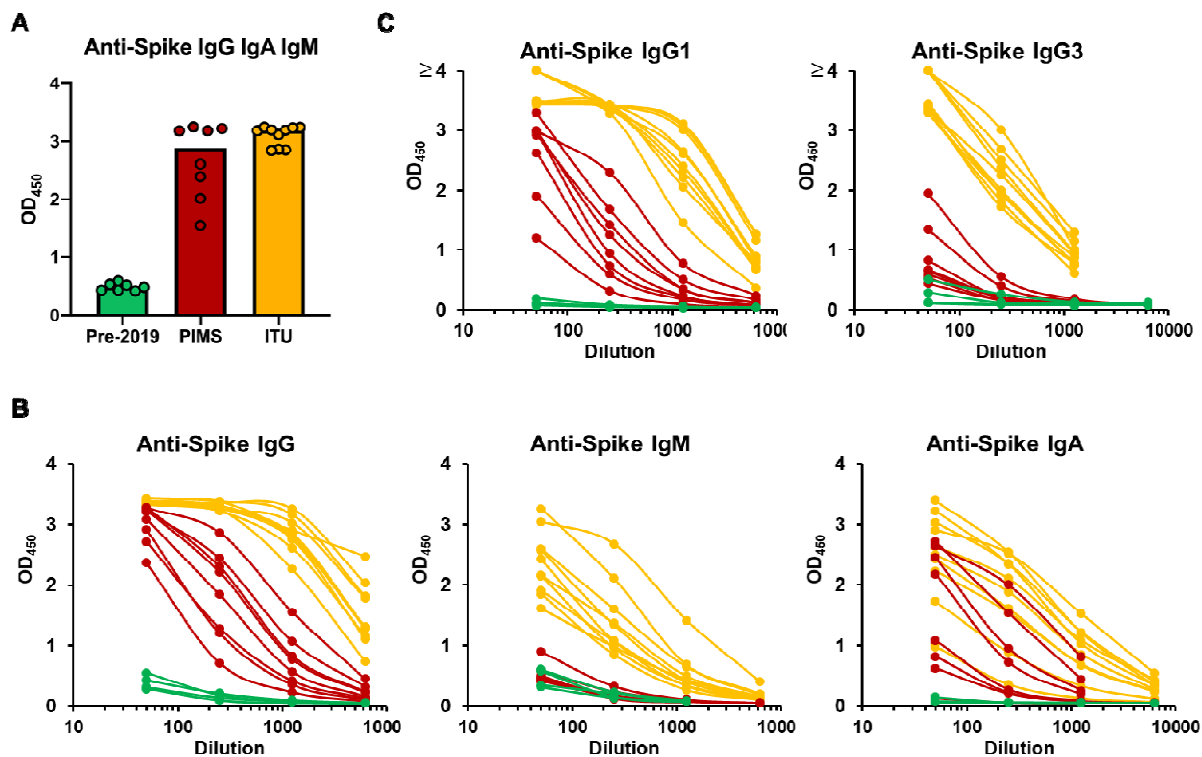 A
Anti-Spike IgG IgA IgM
4
3
2
1
0
OD450
Pre-2019 PIMS ITU
C
Anti-Spike IgG1
≥ 4
3
2
1
0
OD450
10 100 1000 1000
Dilution
Anti-Spike IgG3
≥ 4
3
2
1
0
OD450
10 100 1000 10000
Dilution
B
Anti-Spike IgG
4
3
2
1
0
OD450
10 100 1000 10000
Dilution
Anti-Spike IgM
4
3
2
1
0
OD450
10 100 1000 10000
Dilution
Anti-Spike IgA
4
3
2
1
0
OD450
10 100 1000 10000
Dilution